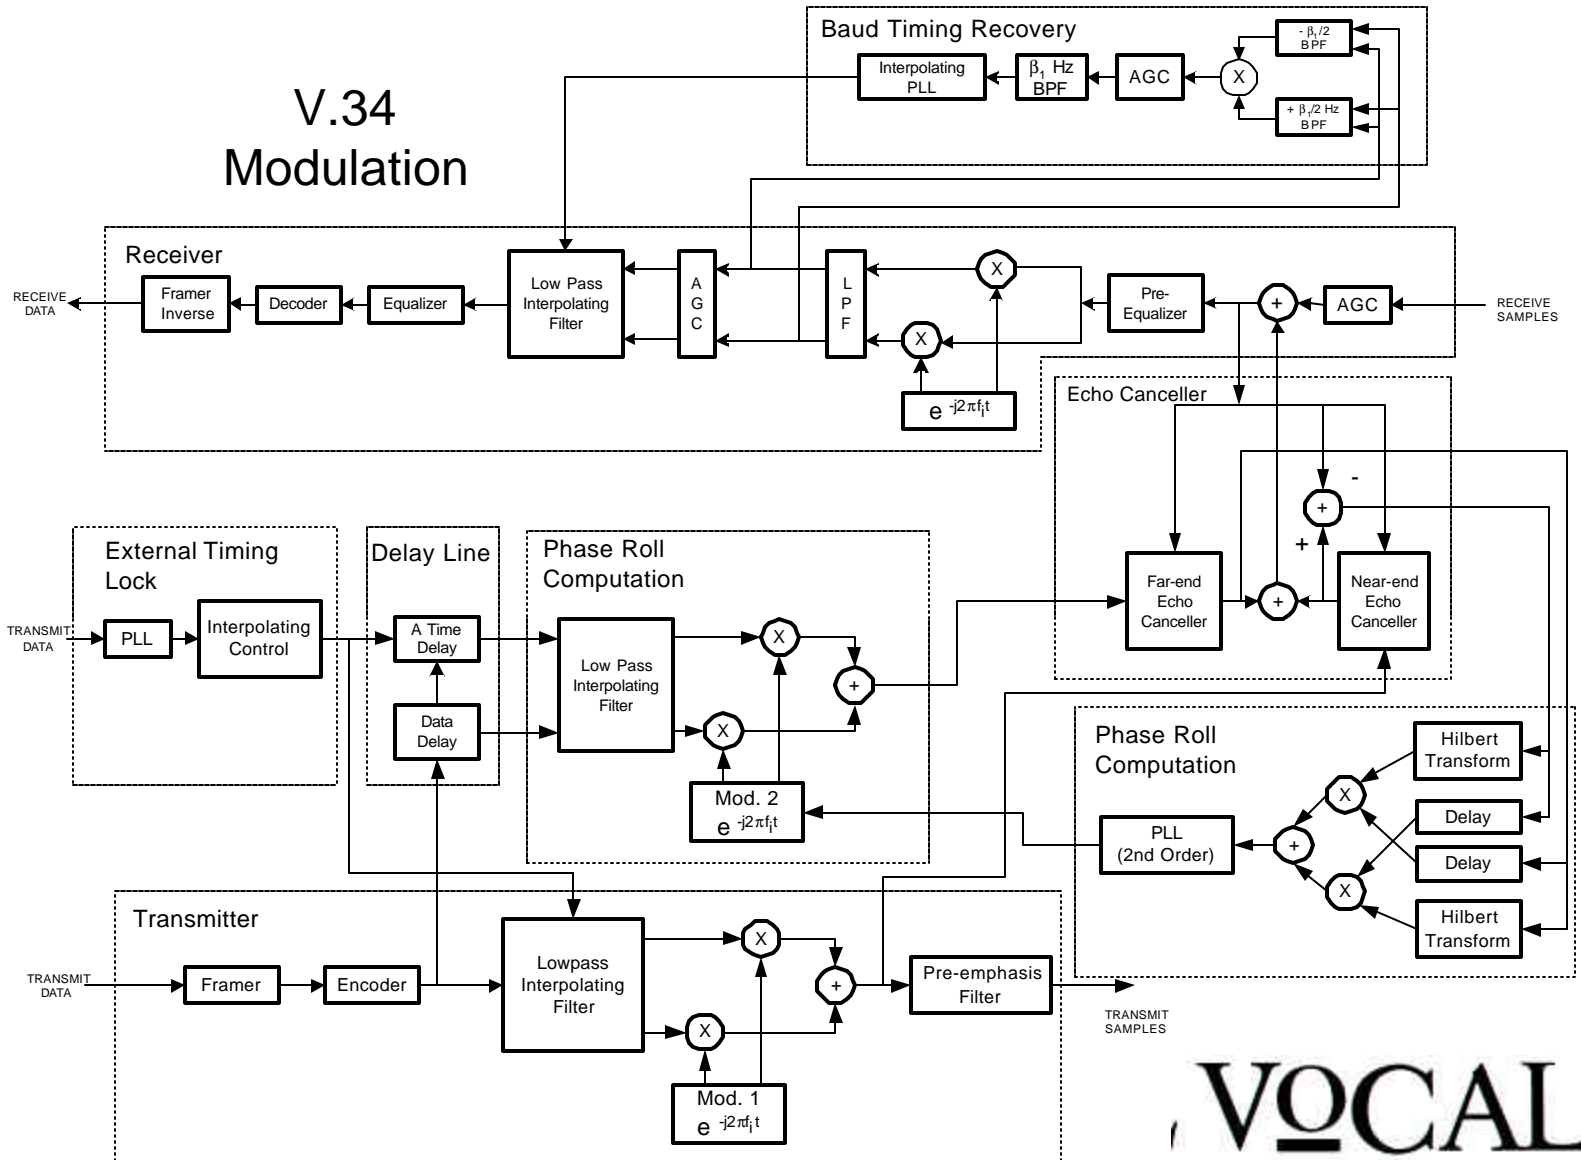 V.34
Modulation
Baud Timing Recovery
Interpolating
PLL
β₁ Hz
BPF
AGC
X
- β₁/2
BPF
+ β₁/2 Hz
BPF
Receiver
RECEIVE
DATA
Framer
Inverse
Decoder
Equalizer
Low Pass
Interpolating
Filter
A
G
C
L
P
F
X
X
e -j2πfᵢt
Pre-
Equalizer
+
AGC
RECEIVE
SAMPLES
Echo Canceller
-
+
+
Far-end
Echo
Canceller
+
Near-end
Echo
Canceller
External Timing
Lock
TRANSMIT
DATA
PLL
Interpolating
Control
Delay Line
A Time
Delay
Data
Delay
Phase Roll
Computation
Low Pass
Interpolating
Filter
X
X
+
Mod. 2
e -j2πfᵢt
Phase Roll
Computation
PLL
(2nd Order)
+
X
X
Hilbert
Transform
Delay
Delay
Hilbert
Transform
Transmitter
TRANSMIT
DATA
Framer
Encoder
Lowpass
Interpolating
Filter
X
X
+
Mod. 1
e -j2πfᵢt
Pre-emphasis
Filter
TRANSMIT
SAMPLES
VOCAL